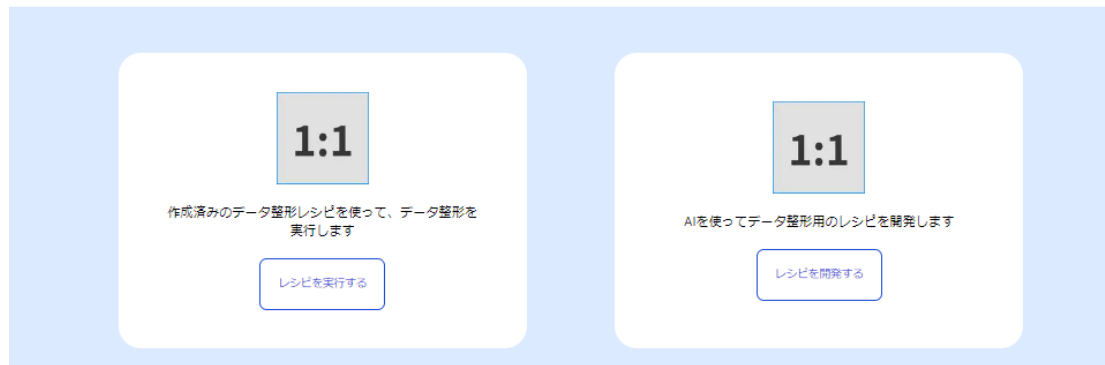 1:1
作成済みのデータ整形レシピを使って、データ整形を
実行します
レシピを実行する
1:1
AIを使ってデータ整形用のレシピを開発します
レシピを開発する